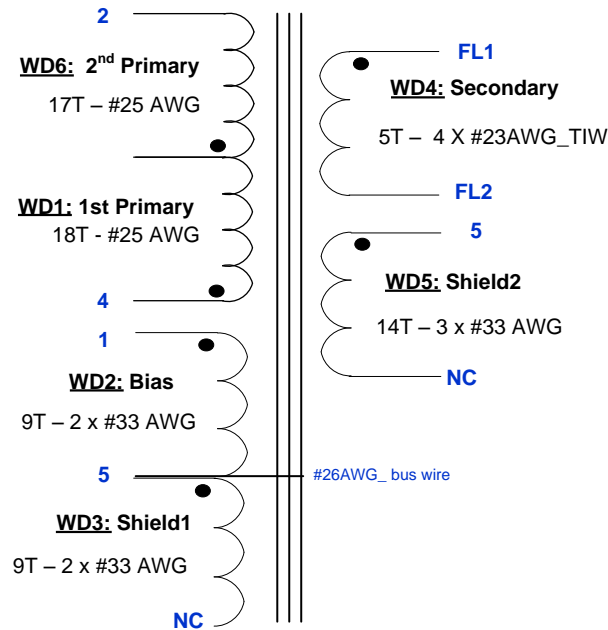 2
WD6: 2nd Primary
17T – #25 AWG
WD1: 1st Primary
18T - #25 AWG
4
1
WD2: Bias
9T – 2 x #33 AWG
5
#26AWG_ bus wire
WD3: Shield1
9T – 2 x #33 AWG
NC
FL1
WD4: Secondary
5T – 4 X #23AWG_TIW
FL2
5
WD5: Shield2
14T – 3 x #33 AWG
NC